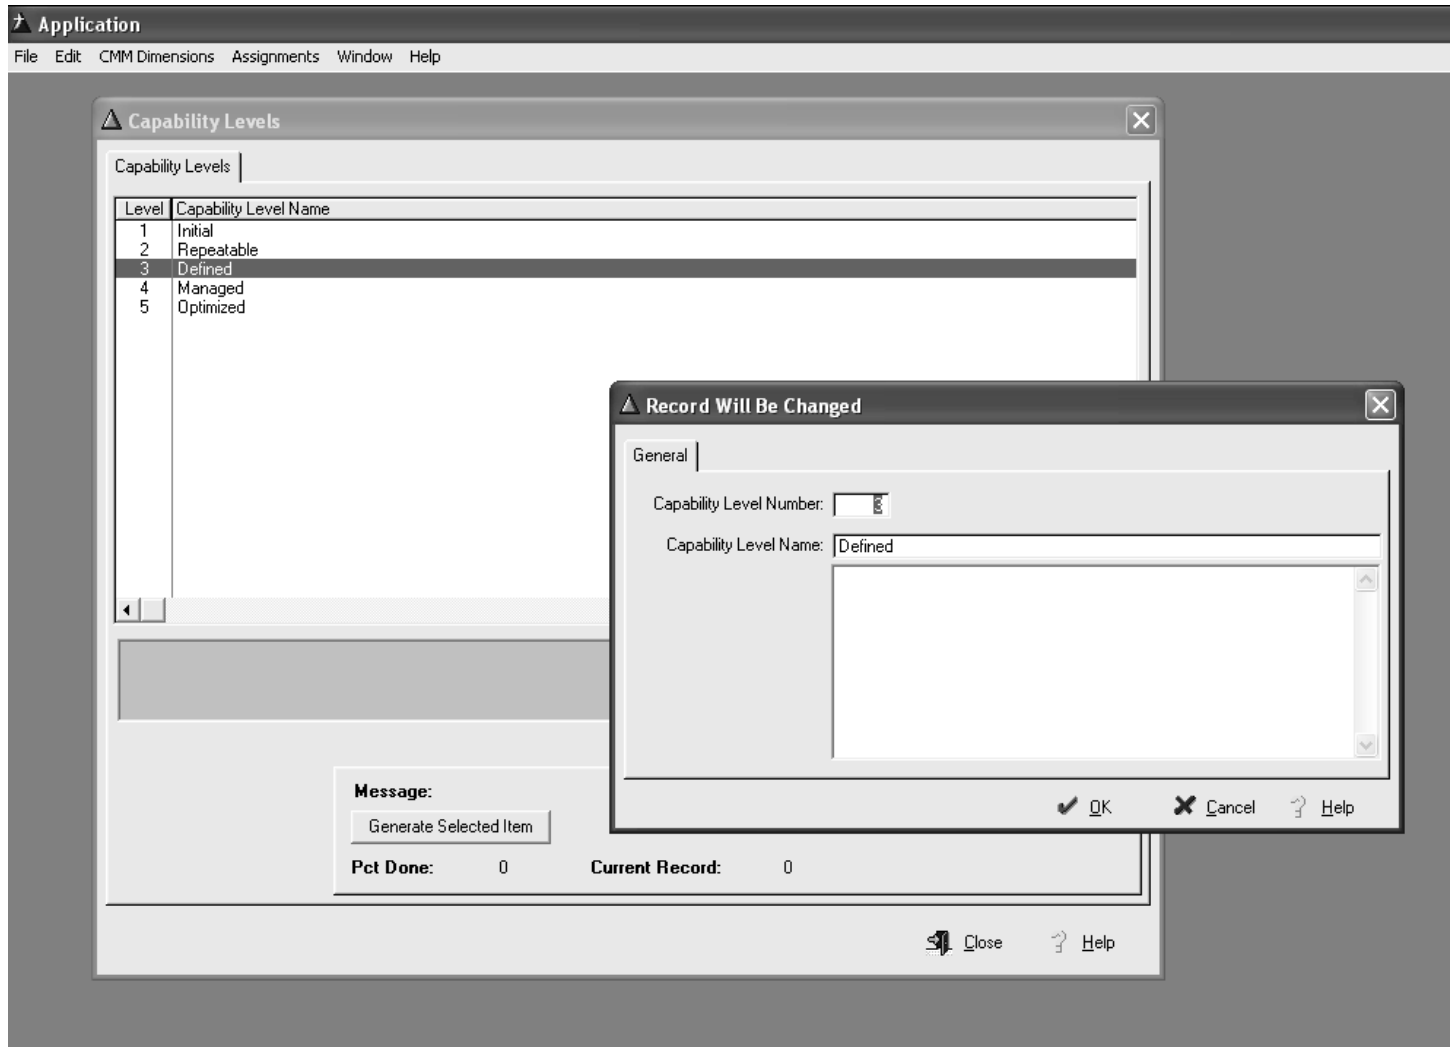 Application
File Edit CMM Dimensions Assignments Window Help
Capability Levels
Capability Levels
Level Capability Level Name
1 Initial
2 Repeatable
3 Defined
4 Managed
5 Optimized
Record Will Be Changed
General
Capability Level Number: 3
Capability Level Name: Defined
OK Cancel Help
Message:
Generate Selected Item
Pct Done: 0 Current Record: 0
Close Help